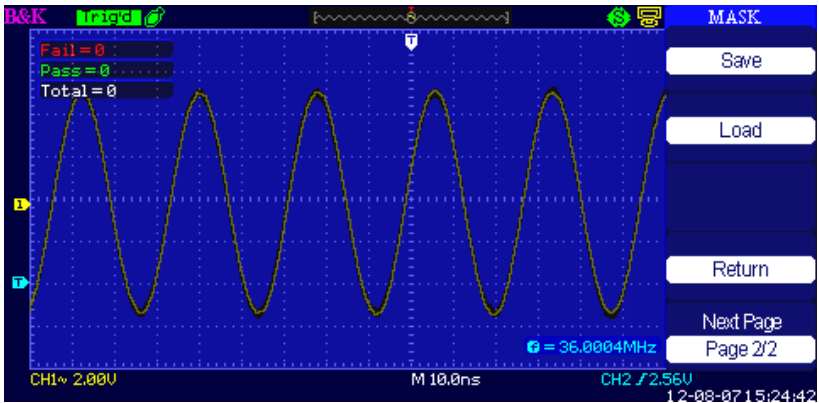 B&K Trig'd S MASK
Fail=0
Pass=0
Total=0
T
Save
Load
1
T
Return
Next Page
f = 36.0004MHz Page 2/2
CH1~ 2.00V M 10.0ns CH2 ƒ 2.56V
12-08-07 15:24:42